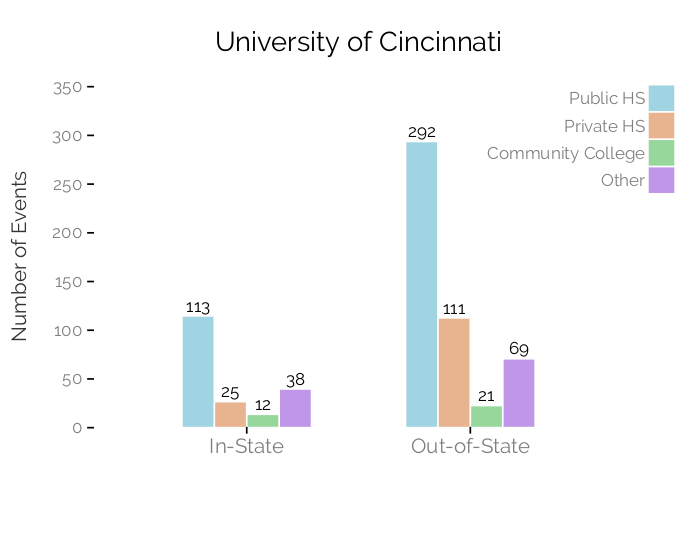 University of Cincinnati
Number of Events
350
300
250
200
150
100
50
0
Public HS
Private HS
Community College
Other
113
25
12
38
292
111
21
69
In-State
Out-of-State